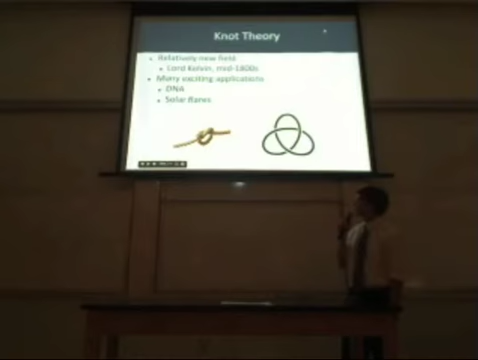 Knot Theory
• Relatively new field
• Lord Kelvin, mid-1800s
• Many exciting applications
• DNA
• Solar flares